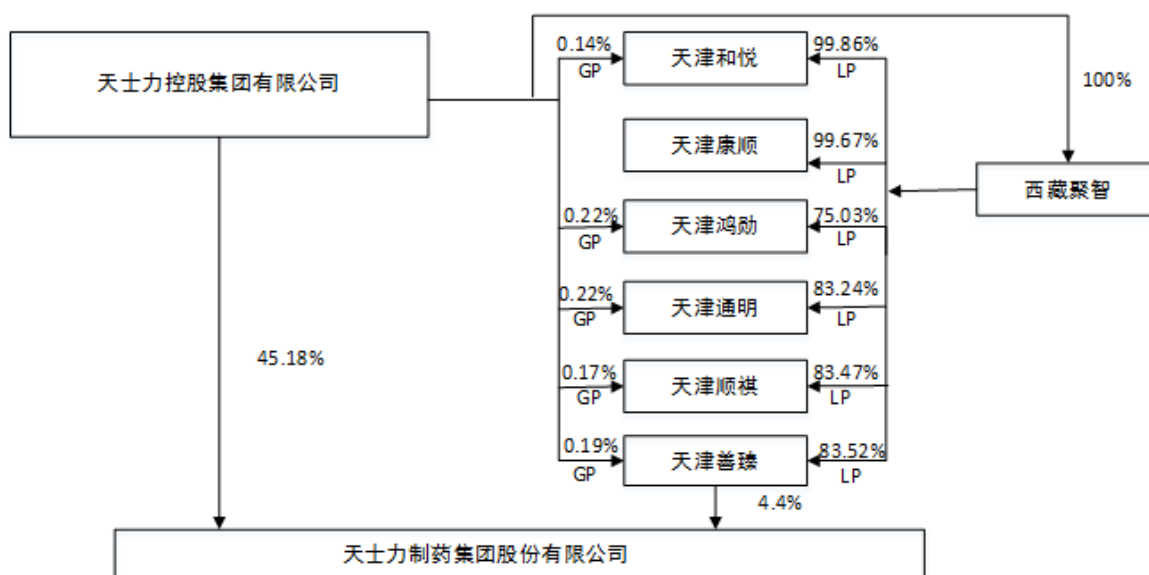 0.14%
GP
天津和悦
99.86%
LP
天士力控股集团有限公司
100%
天津康顺
99.67%
LP
西藏聚智
0.22%
GP
天津鸿勋
75.03%
LP
0.22%
GP
天津通明
83.24%
LP
45.18%
0.17%
GP
天津顺祺
83.47%
LP
0.19%
GP
天津善臻
83.52%
LP
4.4%
天士力制药集团股份有限公司